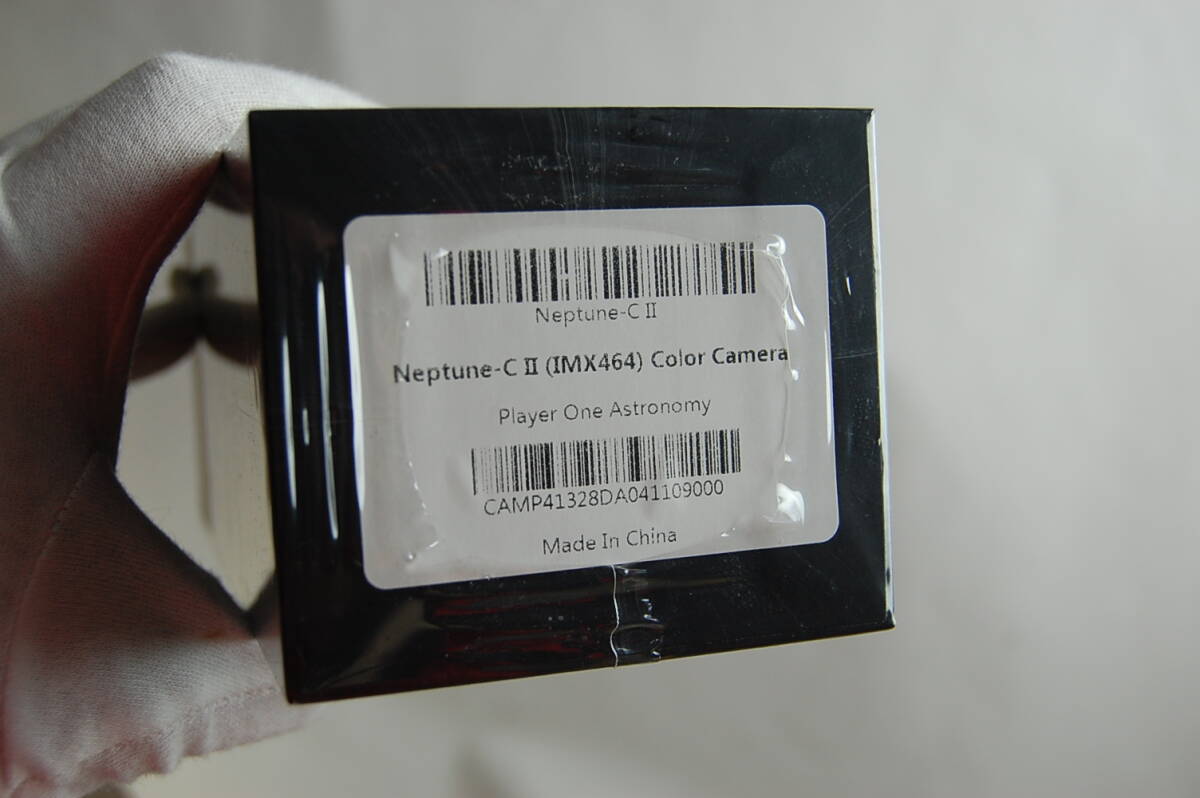 Neptune-C II
Neptune-C II (IMX464) Color Camera
Player One Astronomy
CAMP41328DA041109000
Made In China